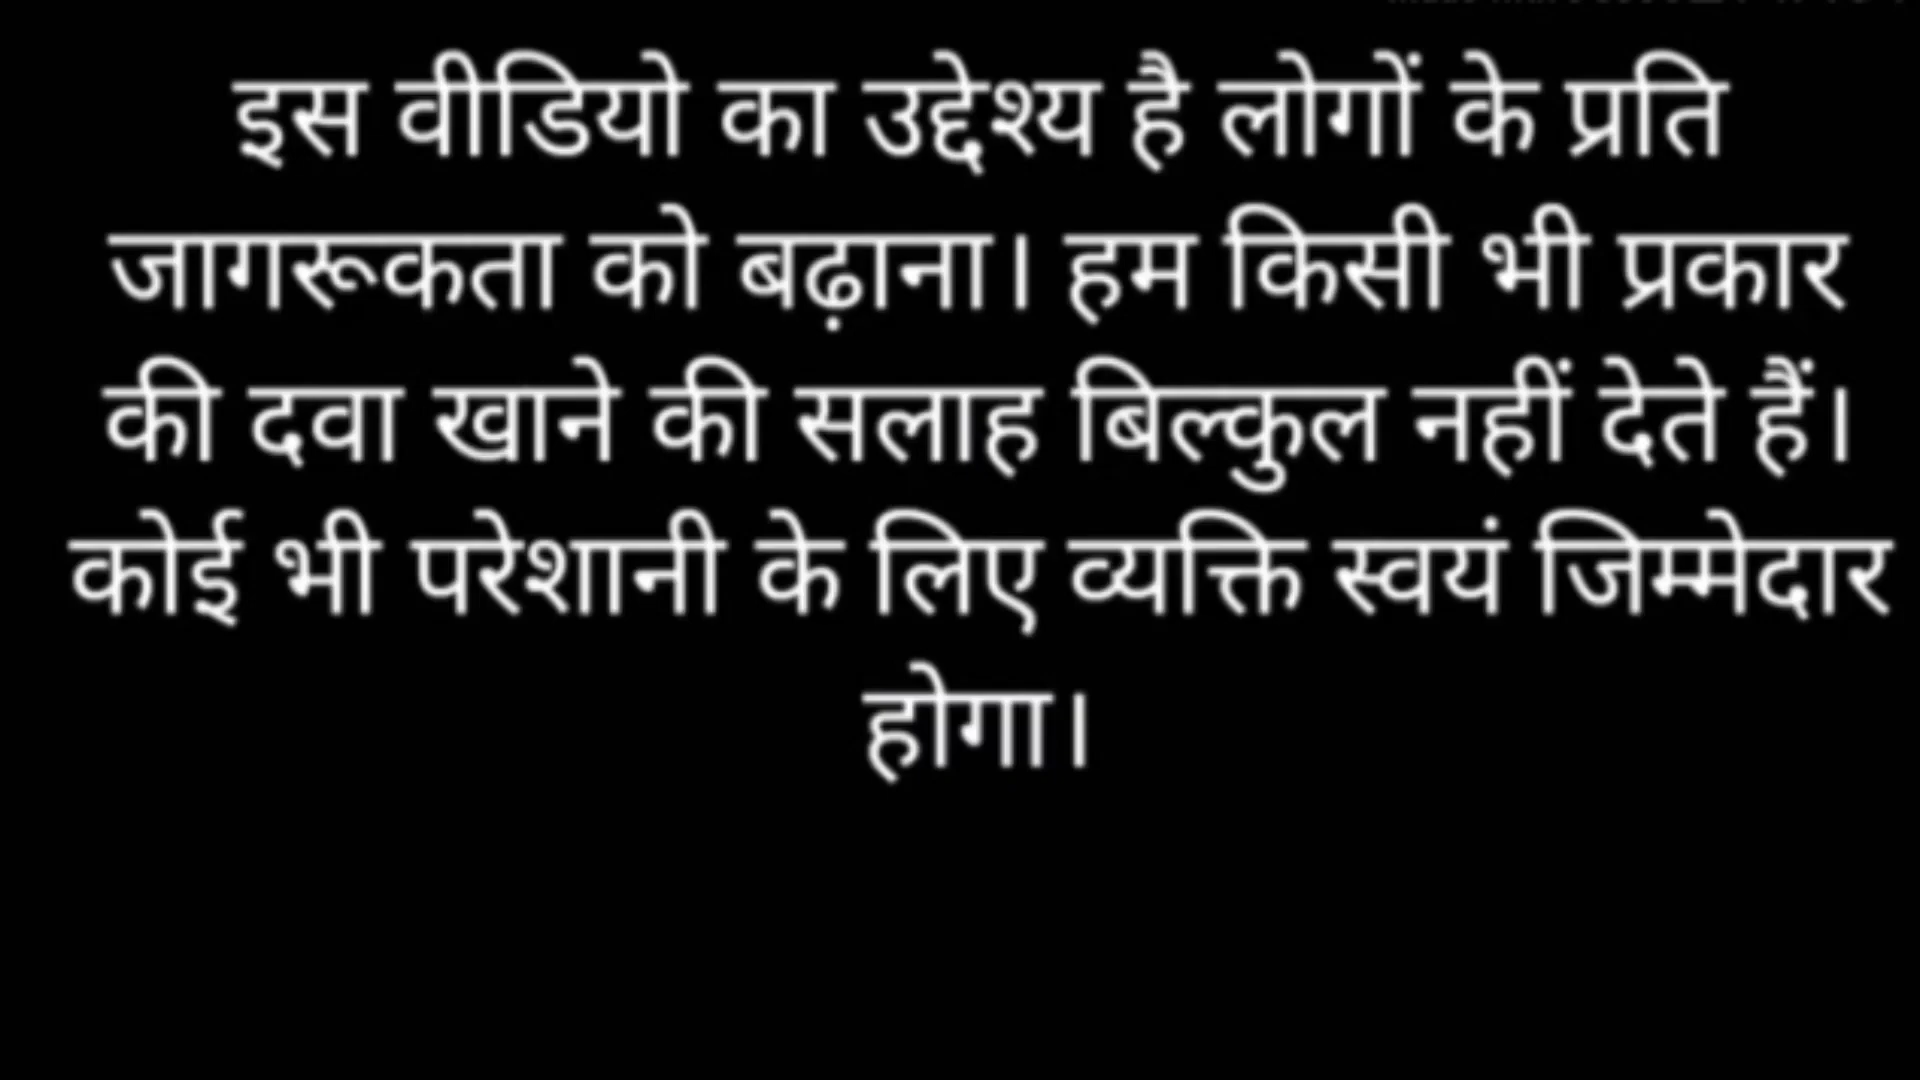 इस वीडियो का उद्देश्य है लोगों के प्रति
जागरूकता को बढ़ाना। हम किसी भी प्रकार
की दवा खाने की सलाह बिल्कुल नहीं देते हैं।
कोई भी परेशानी के लिए व्यक्ति स्वयं जिम्मेदार
होगा।